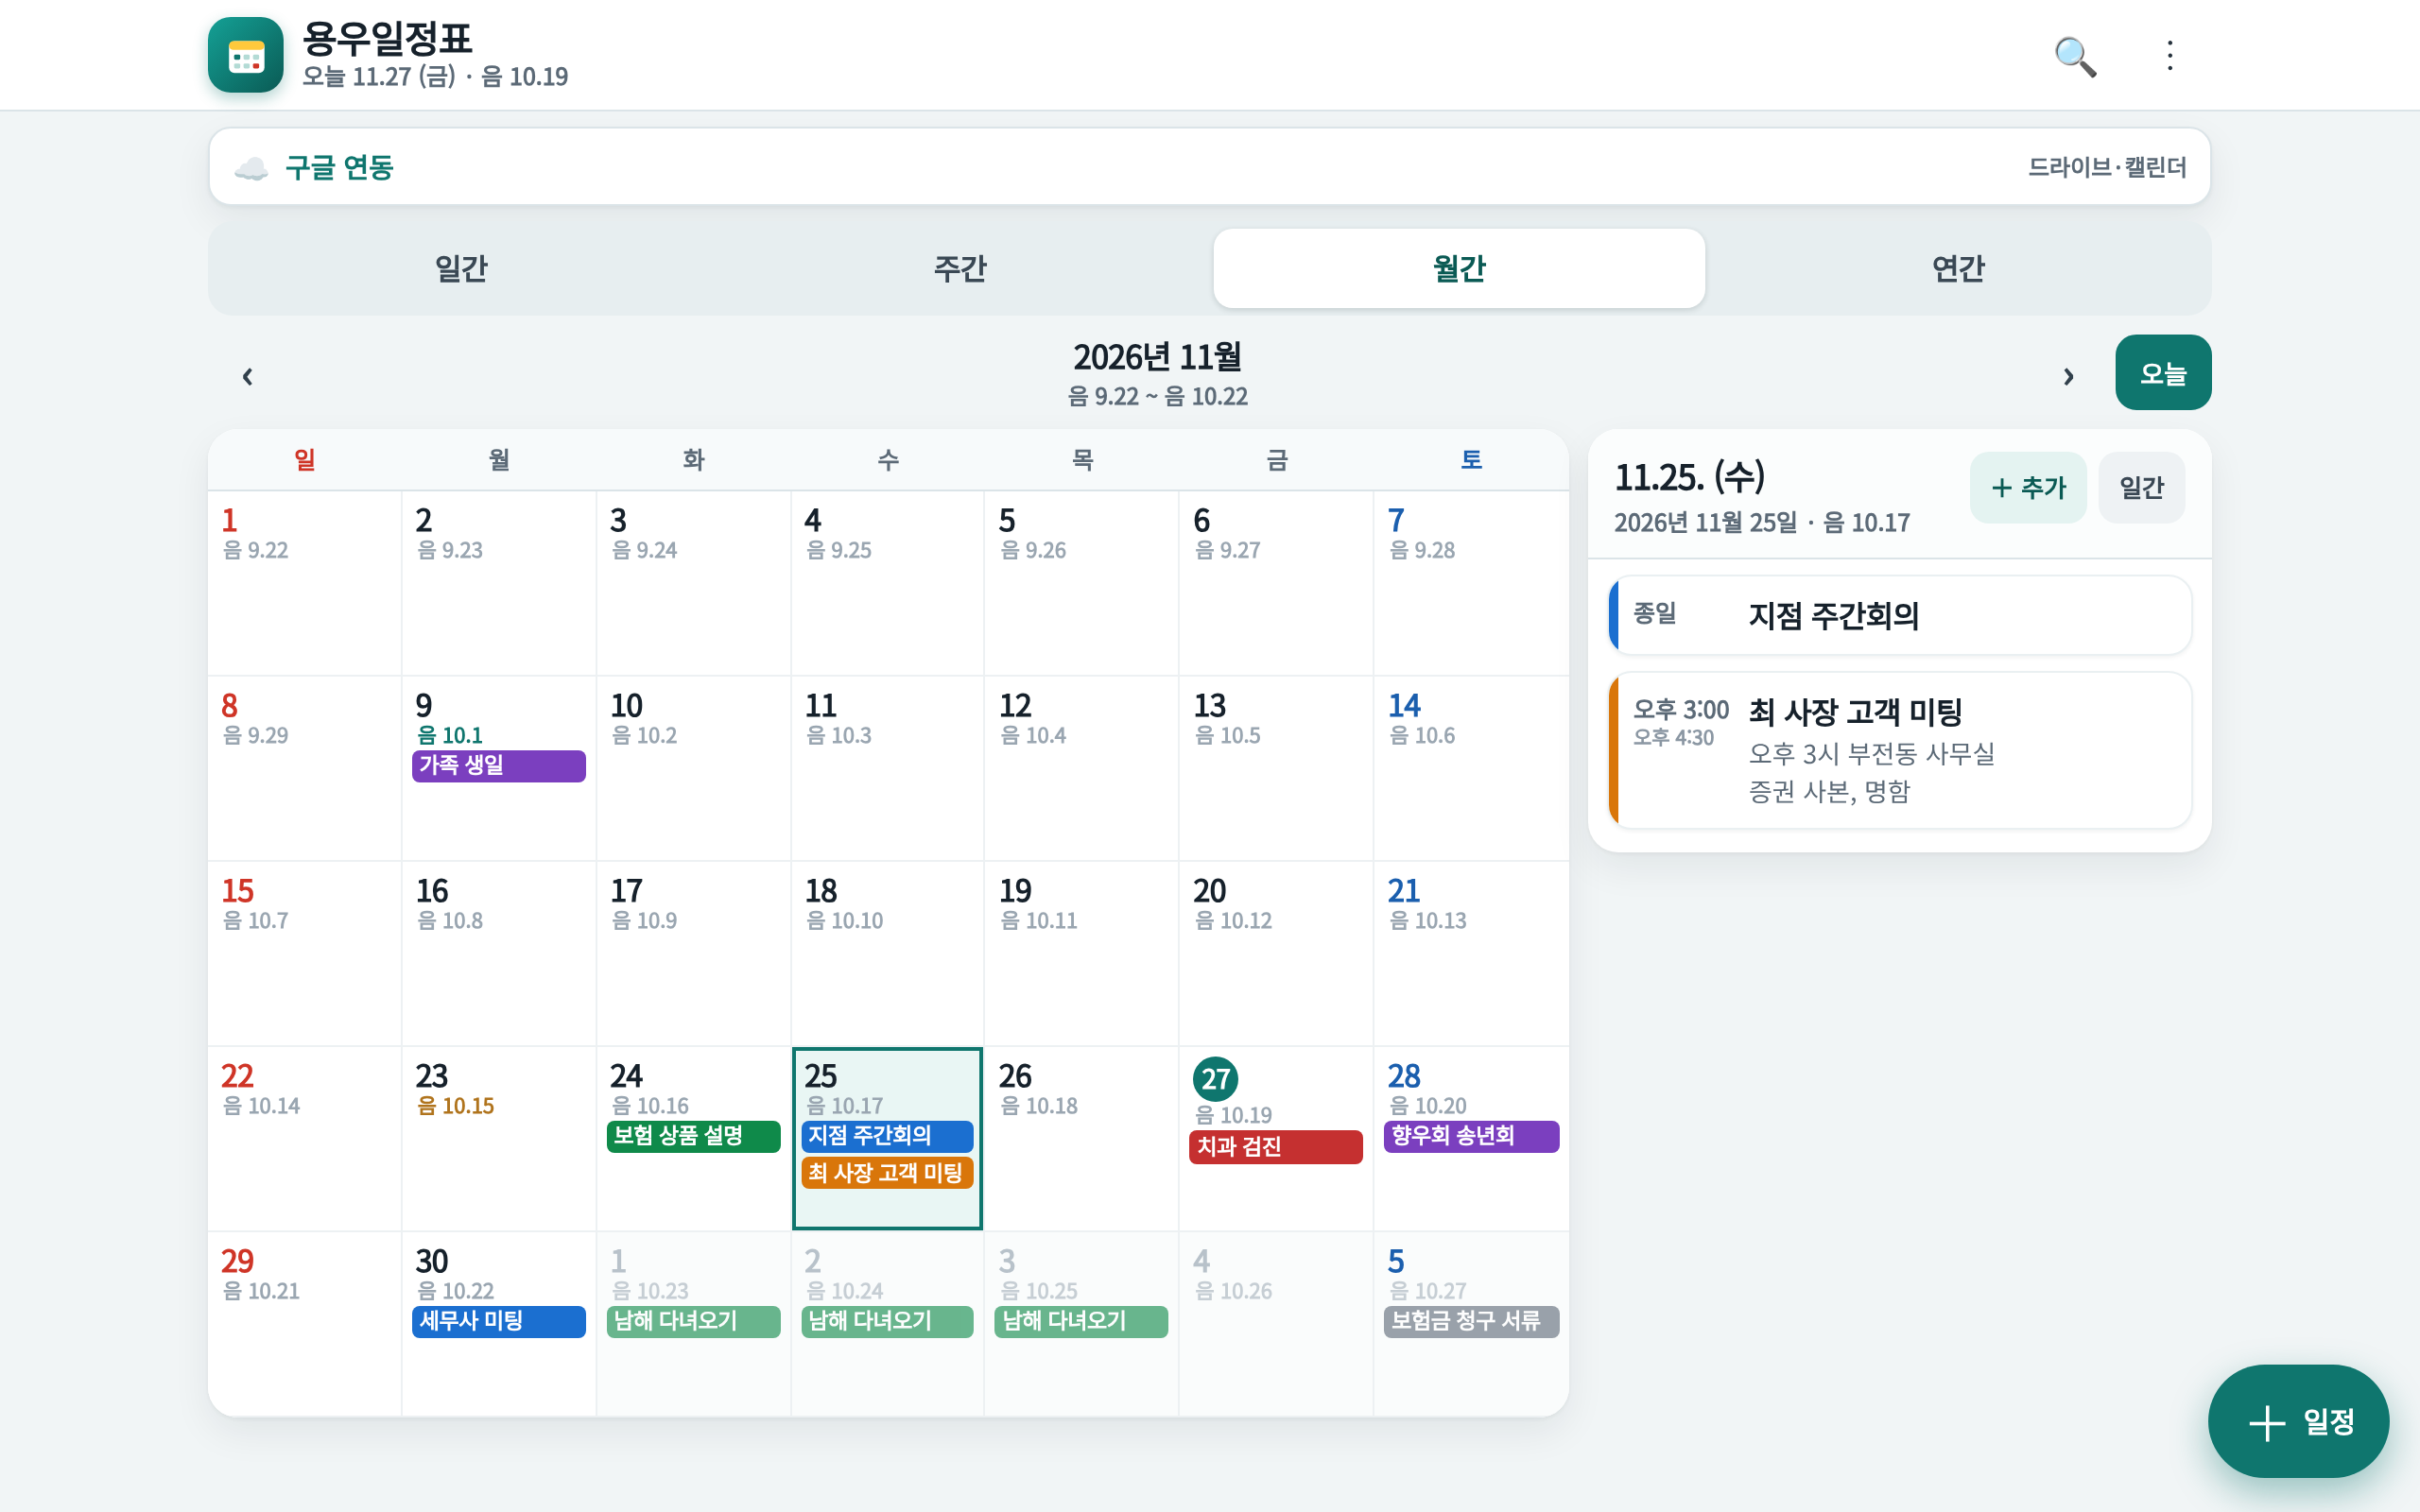 용우일정표
오늘 11.27 (금) · 음 10.19
구글 연동
드라이브·캘린더
일간 주간 월간 연간
‹ 2026년 11월 › 오늘
음 9.22 ~ 음 10.22
일 월 화 수 목 금 토
1 2 3 4 5 6 7
음 9.22 음 9.23 음 9.24 음 9.25 음 9.26 음 9.27 음 9.28
8 9 10 11 12 13 14
음 9.29 음 10.1 음 10.2 음 10.3 음 10.4 음 10.5 음 10.6
가족 생일
15 16 17 18 19 20 21
음 10.7 음 10.8 음 10.9 음 10.10 음 10.11 음 10.12 음 10.13
22 23 24 25 26 27 28
음 10.14 음 10.15 음 10.16 음 10.17 음 10.18 음 10.19 음 10.20
보험 상품 설명 지점 주간회의 치과 검진 향우회 송년회
최 사장 고객 미팅
29 30 1 2 3 4 5
음 10.21 음 10.22 음 10.23 음 10.24 음 10.25 음 10.26 음 10.27
세무사 미팅 남해 다녀오기 남해 다녀오기 남해 다녀오기 보험금 청구 서류
11.25. (수)
2026년 11월 25일 · 음 10.17
+ 추가 일간
종일 지점 주간회의
오후 3:00 최 사장 고객 미팅
오후 4:30
오후 3시 부전동 사무실
증권 사본, 명함
+ 일정